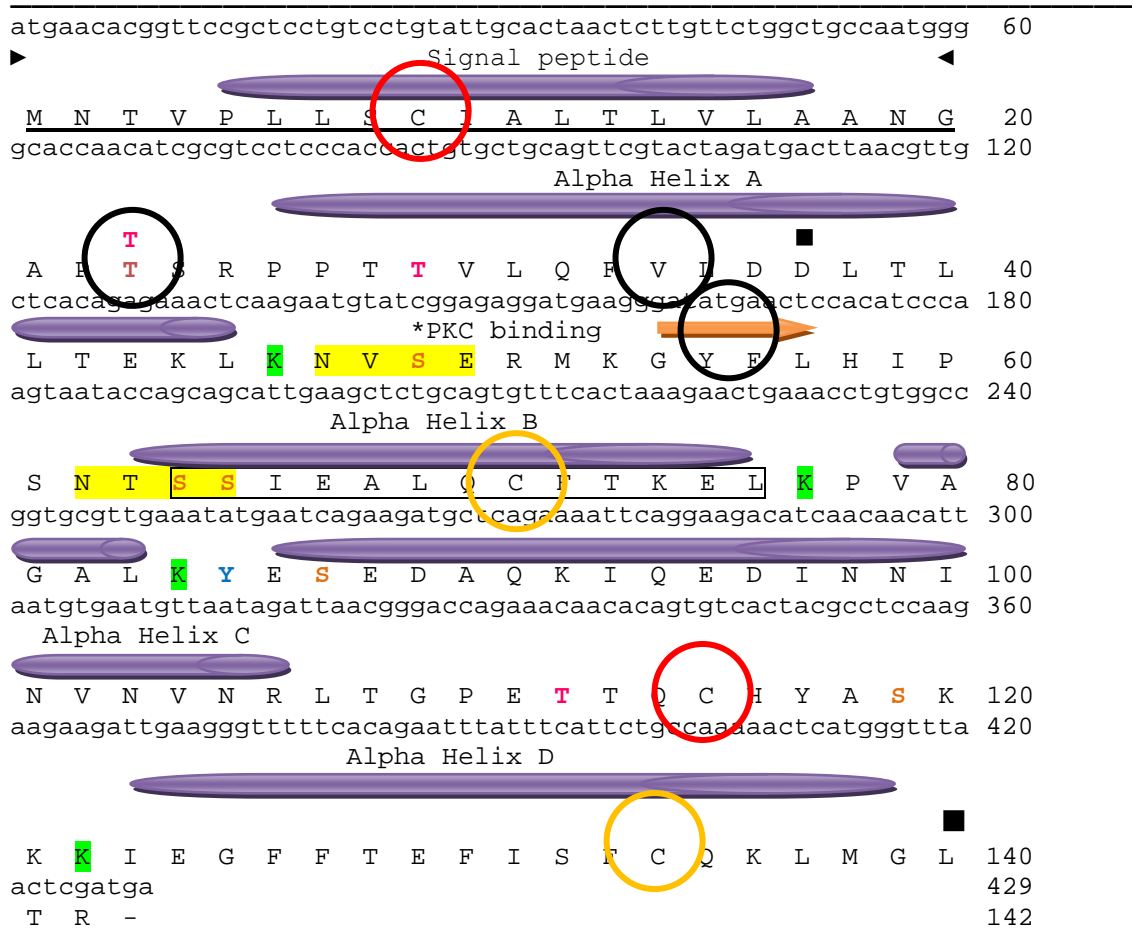 atgaacacggttccgctcctgtcctgtattgcactaactcttgttctggctgccaatggg 60
► Signal peptide ◄
M N T V P L L S C I A L T L V L A A N G 20
gcaccaacatcgcgtcctcccaccactgtgctgcagttcgtactagatgacttaacgttg 120
Alpha Helix A
T ■
A P T S R P P T T V L Q F V L D D L T L 40
ctcacagagaaactcaagaatgtatcggagaggatgaagggatatgaactccacatccca 180
*PKC binding
L T E K L K N V S E R M K G Y E L H I P 60
agtaataccagcagcattgaagctctgcagtgtttcactaaagaactgaaacctgtggcc 240
Alpha Helix B
S N T S S I E A L Q C F T K E L K P V A 80
ggtgcgttgaaatatgaatcagaagatgctcagaaaattcaggaagacatcaacaacatt 300
G A L K Y E S E D A Q K I Q E D I N N I 100
aatgtgaatgttaatagattaacgggaccagaaacaacacagtgtcactacgcctccaag 360
Alpha Helix C
N V N V N R L T G P E T T Q C H Y A S K 120
aagaagattgaagggtttttcacagaatttatttcattctgccaaaaactcatgggttta 420
Alpha Helix D
■
K K I E G F F T E F I S F C Q K L M G L 140
actcgatga 429
T R - 142